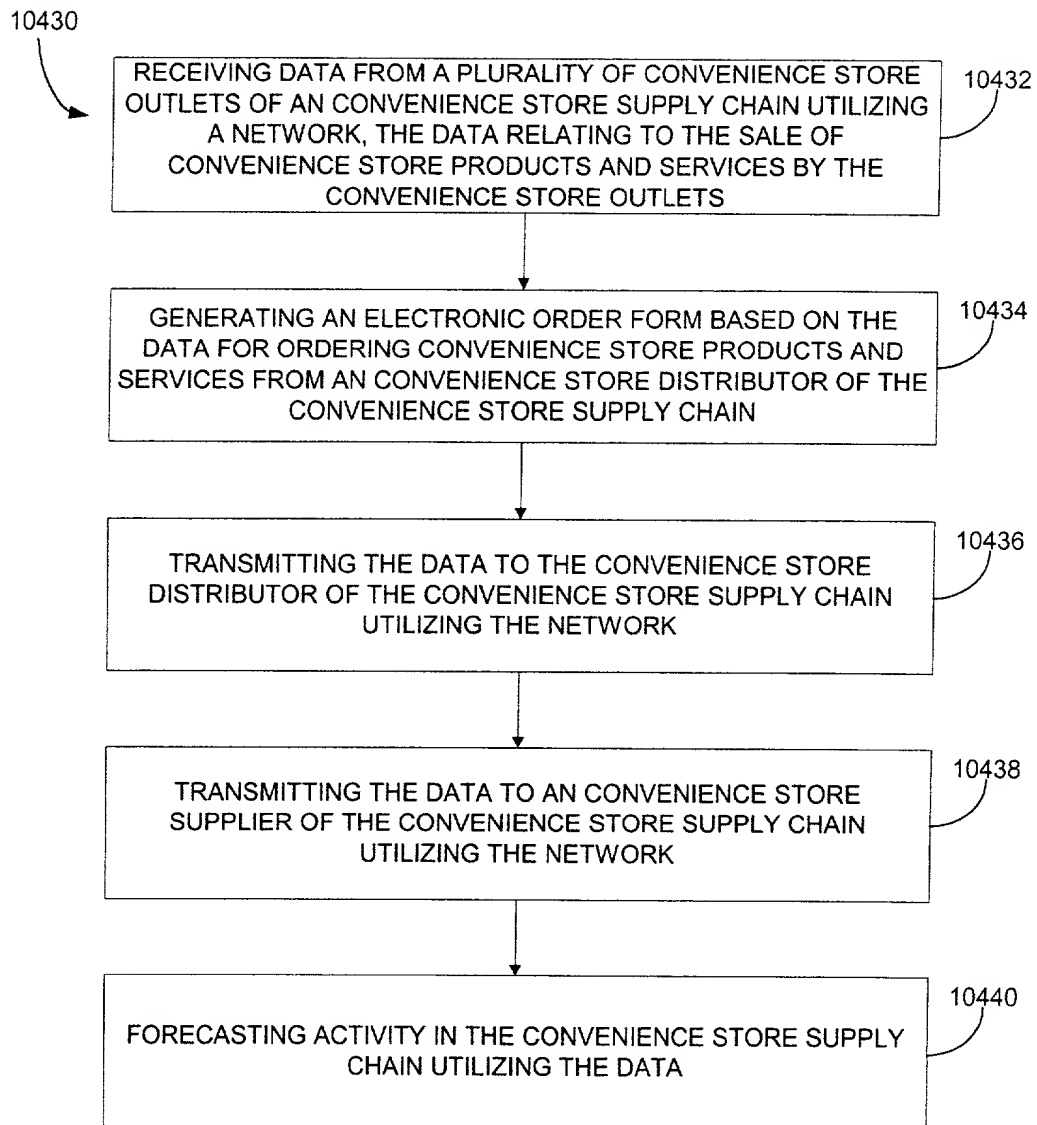 10430
RECEIVING DATA FROM A PLURALITY OF CONVENIENCE STORE
OUTLETS OF AN CONVENIENCE STORE SUPPLY CHAIN UTILIZING
A NETWORK, THE DATA RELATING TO THE SALE OF
CONVENIENCE STORE PRODUCTS AND SERVICES BY THE
CONVENIENCE STORE OUTLETS
10432
GENERATING AN ELECTRONIC ORDER FORM BASED ON THE
DATA FOR ORDERING CONVENIENCE STORE PRODUCTS AND
SERVICES FROM AN CONVENIENCE STORE DISTRIBUTOR OF THE
CONVENIENCE STORE SUPPLY CHAIN
10434
TRANSMITTING THE DATA TO THE CONVENIENCE STORE
DISTRIBUTOR OF THE CONVENIENCE STORE SUPPLY CHAIN
UTILIZING THE NETWORK
10436
TRANSMITTING THE DATA TO AN CONVENIENCE STORE
SUPPLIER OF THE CONVENIENCE STORE SUPPLY CHAIN
UTILIZING THE NETWORK
10438
FORECASTING ACTIVITY IN THE CONVENIENCE STORE SUPPLY
CHAIN UTILIZING THE DATA
10440